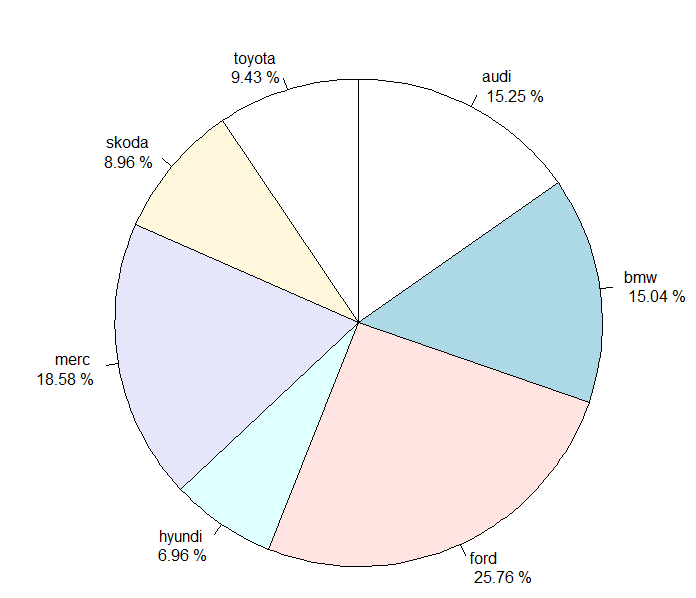 toyota
9.43 %
audi
15.25 %
skoda
8.96 %
bmw
15.04 %
merc
18.58 %
hyundi
6.96 %
ford
25.76 %